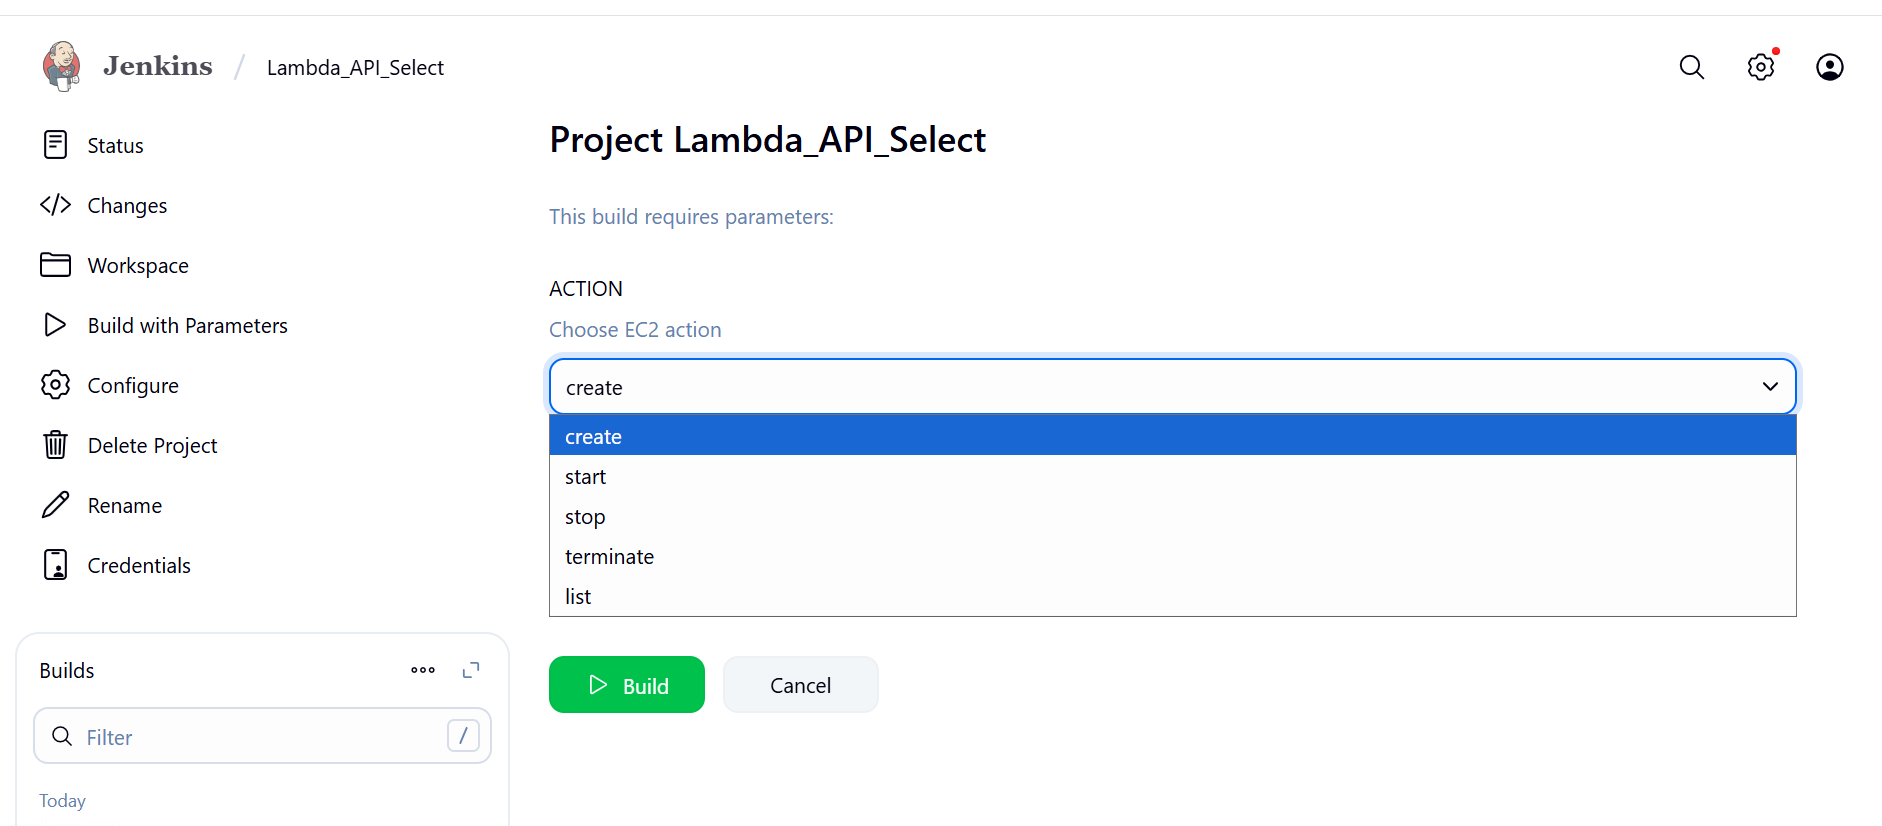 Jenkins / Lambda_API_Select
Status
Changes
Workspace
Build with Parameters
Configure
Delete Project
Rename
Credentials
Builds
Filter /
Today
Project Lambda_API_Select
This build requires parameters:
ACTION
Choose EC2 action
create
create
start
stop
terminate
list
Build
Cancel